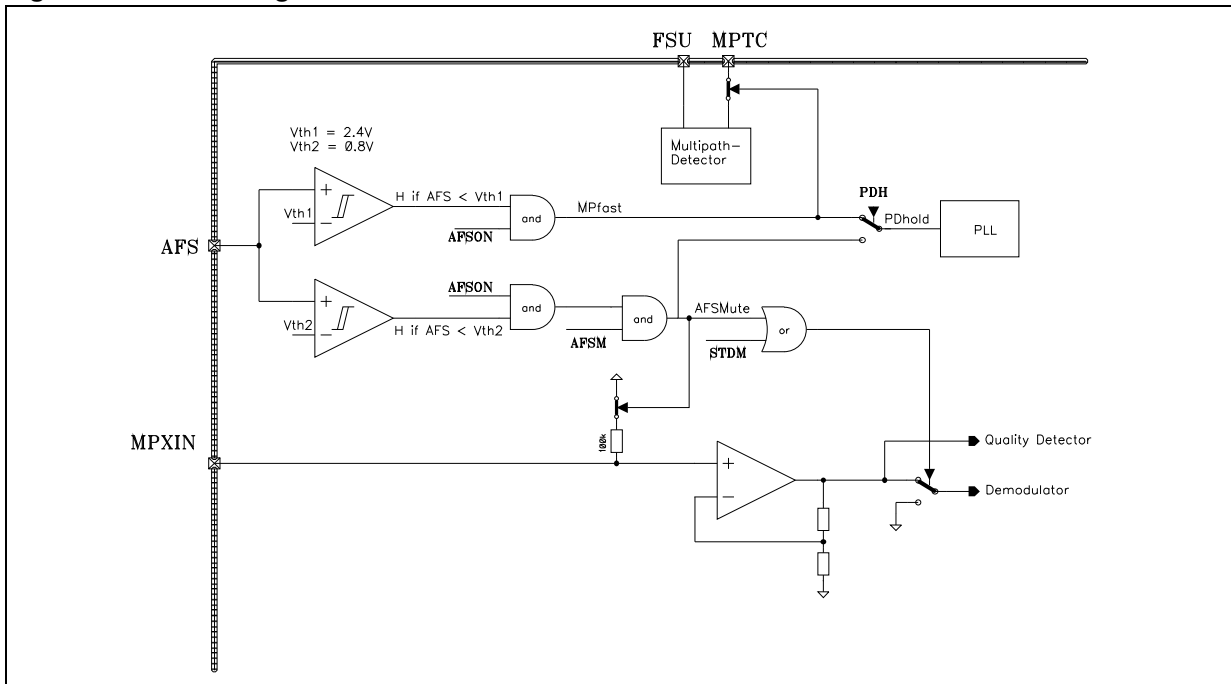 FSU MPTC
Vth1 = 2.4V
Vth2 = 0.8V
Multipath-
Detector
H if AFS < Vth1
and
MPfast
PDH
PDhold
PLL
Vth1
AFSON
AFS
AFSON
and
and
AFSMute
or
Vth2
H if AFS < Vth2
AFSM
STDM
MPXIN
100k
Quality Detector
Demodulator